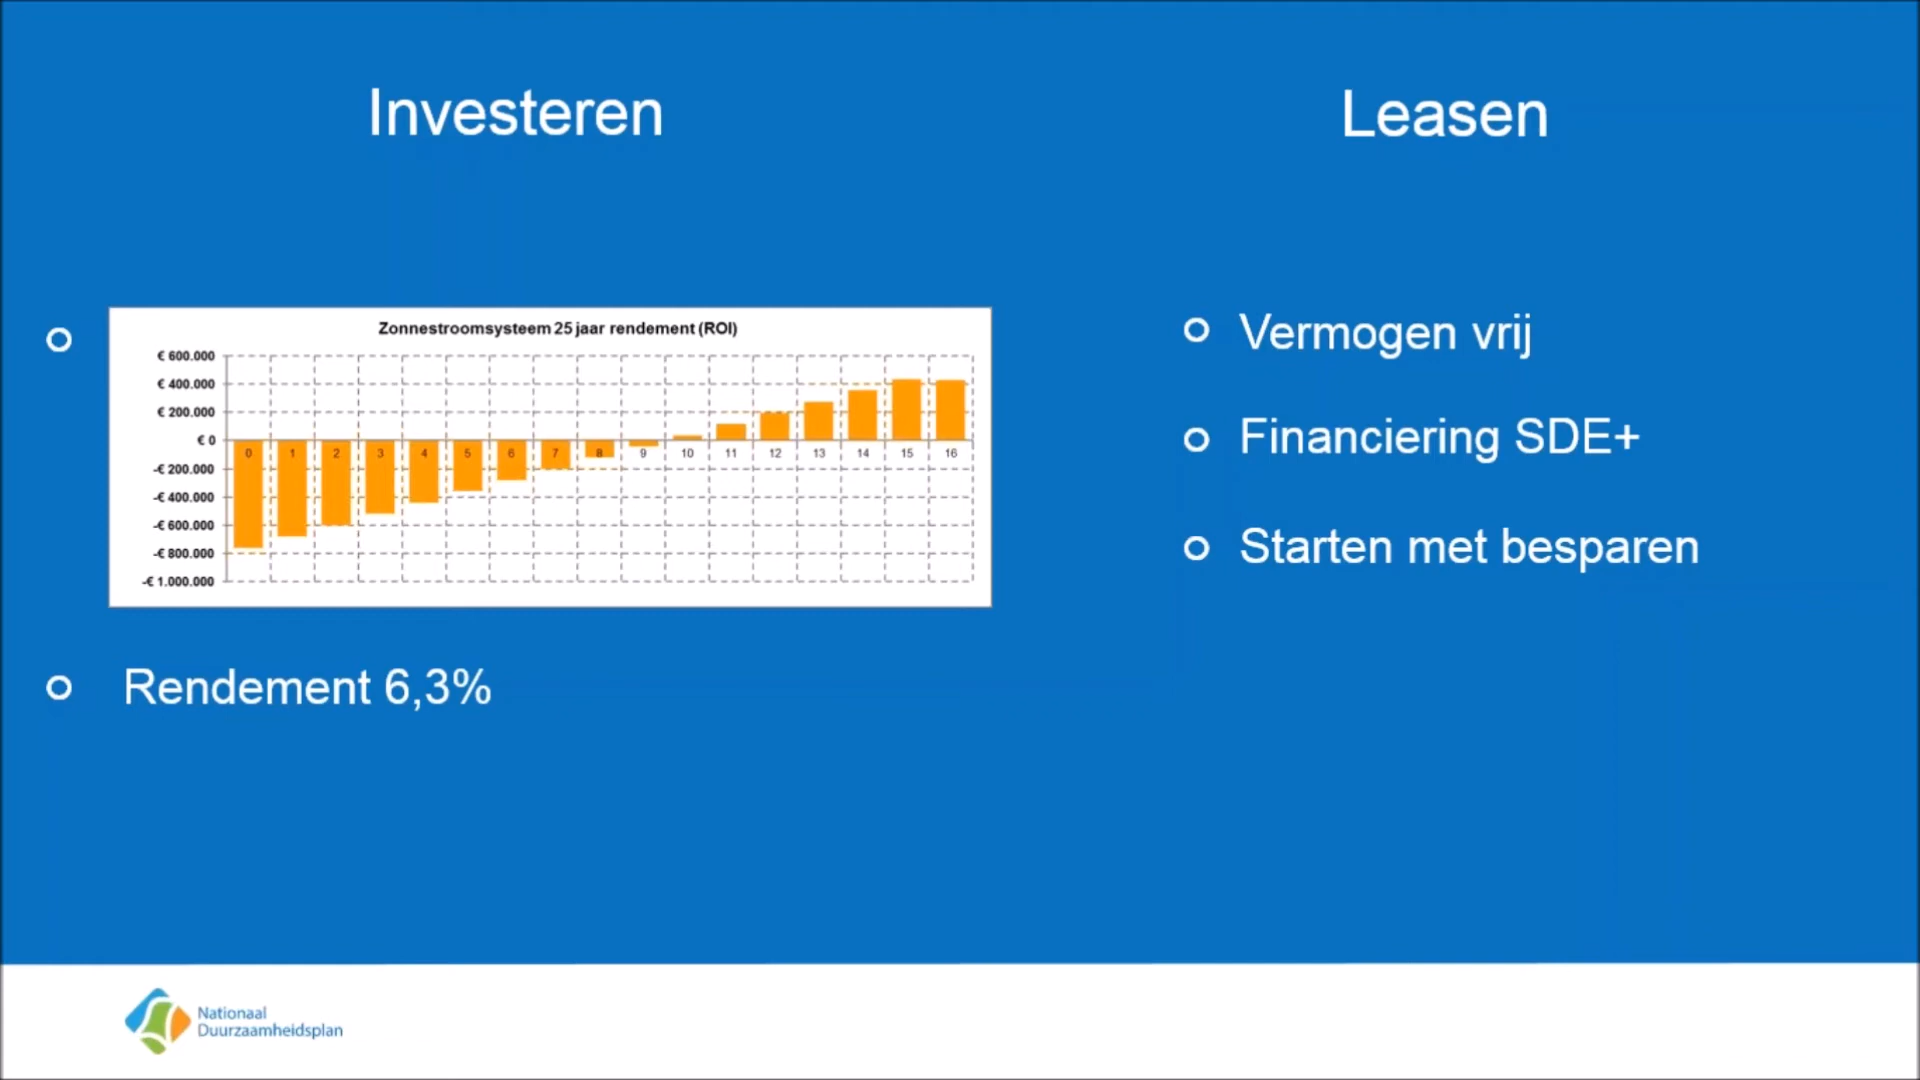 Investeren
Zonnestroomsysteem 25 jaar rendement (ROI)
€ 600.000
€ 400.000
€ 200.000
€ 0
-€ 200.000
-€ 400.000
-€ 600.000
-€ 800.000
-€ 1.000.000
0 1 2 3 4 5 6 7 8 9 10 11 12 13 14 15 16
Rendement 6,3%
Leasen
Vermogen vrij
Financiering SDE+
Starten met besparen
Nationaal
Duurzaamheidsplan